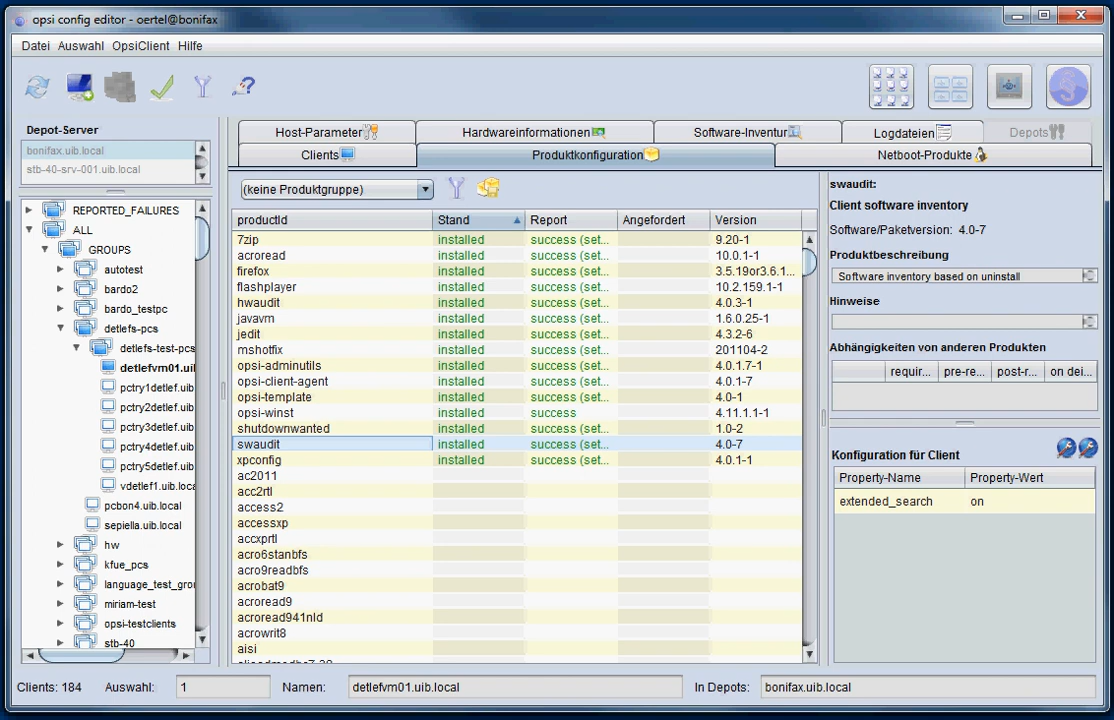 opsi config editor - oertel@bonifax
Datei Auswahl OpsiClient Hilfe
Depot-Server
bonifax.uib.local
stb-40-srv-001.uib.local
REPORTED_FAILURES
ALL
GROUPS
autotest
bardo2
bardo_testpc
detlefs-pcs
detlefs-test-pcs
detlefvm01.uil
pctry1detlef.uib
pctry2detlef.uib
pctry3detlef.uib
pctry4detlef.uib
pctry5detlef.uib
vdetlef1.uib.loca
pcbon4.uib.local
sepiella.uib.local
hw
kfue_pcs
language_test_grou
miriam-test
opsi-testclients
stb-40
Host-Parameter Hardwareinformationen Software-Inventur Logdateien Depots
Clients Produktkonfiguration Netboot-Produkte
(keine Produktgruppe)
productId Stand Report Angefordert Version
7zip installed success (set... 9.20-1
acroread installed success (set... 10.0.1-1
firefox installed success (set... 3.5.19or3.6.1...
flashplayer installed success (set... 10.2.159.1-1
hwaudit installed success (set... 4.0.3-1
javavm installed success (set... 1.6.0.25-1
jedit installed success (set... 4.3.2-6
mshotfix installed success (set... 201104-2
opsi-adminutils installed success (set... 4.0.1.7-1
opsi-client-agent installed success (set... 4.0.1-7
opsi-template installed success (set... 4.0-1
opsi-winst installed success 4.11.1.1-1
shutdownwanted installed success (set... 1.0-2
swaudit installed success (set... 4.0-7
xpconfig installed success (set... 4.0.1-1
ac2011
acc2rtl
access2
accessxp
accxprtl
acro6stanbfs
acro9readbfs
acrobat9
acroread9
acroread941nld
acrowrit8
aisi
swaudit:
Client software inventory
Software/Paketversion: 4.0-7
Produktbeschreibung
Software inventory based on uninstall
Hinweise
Abhängigkeiten von anderen Produkten
requir... pre-re... post-r... on dei...
Konfiguration für Client
Property-Name Property-Wert
extended_search on
Clients: 184 Auswahl: 1 Namen: detlefvm01.uib.local In Depots: bonifax.uib.local